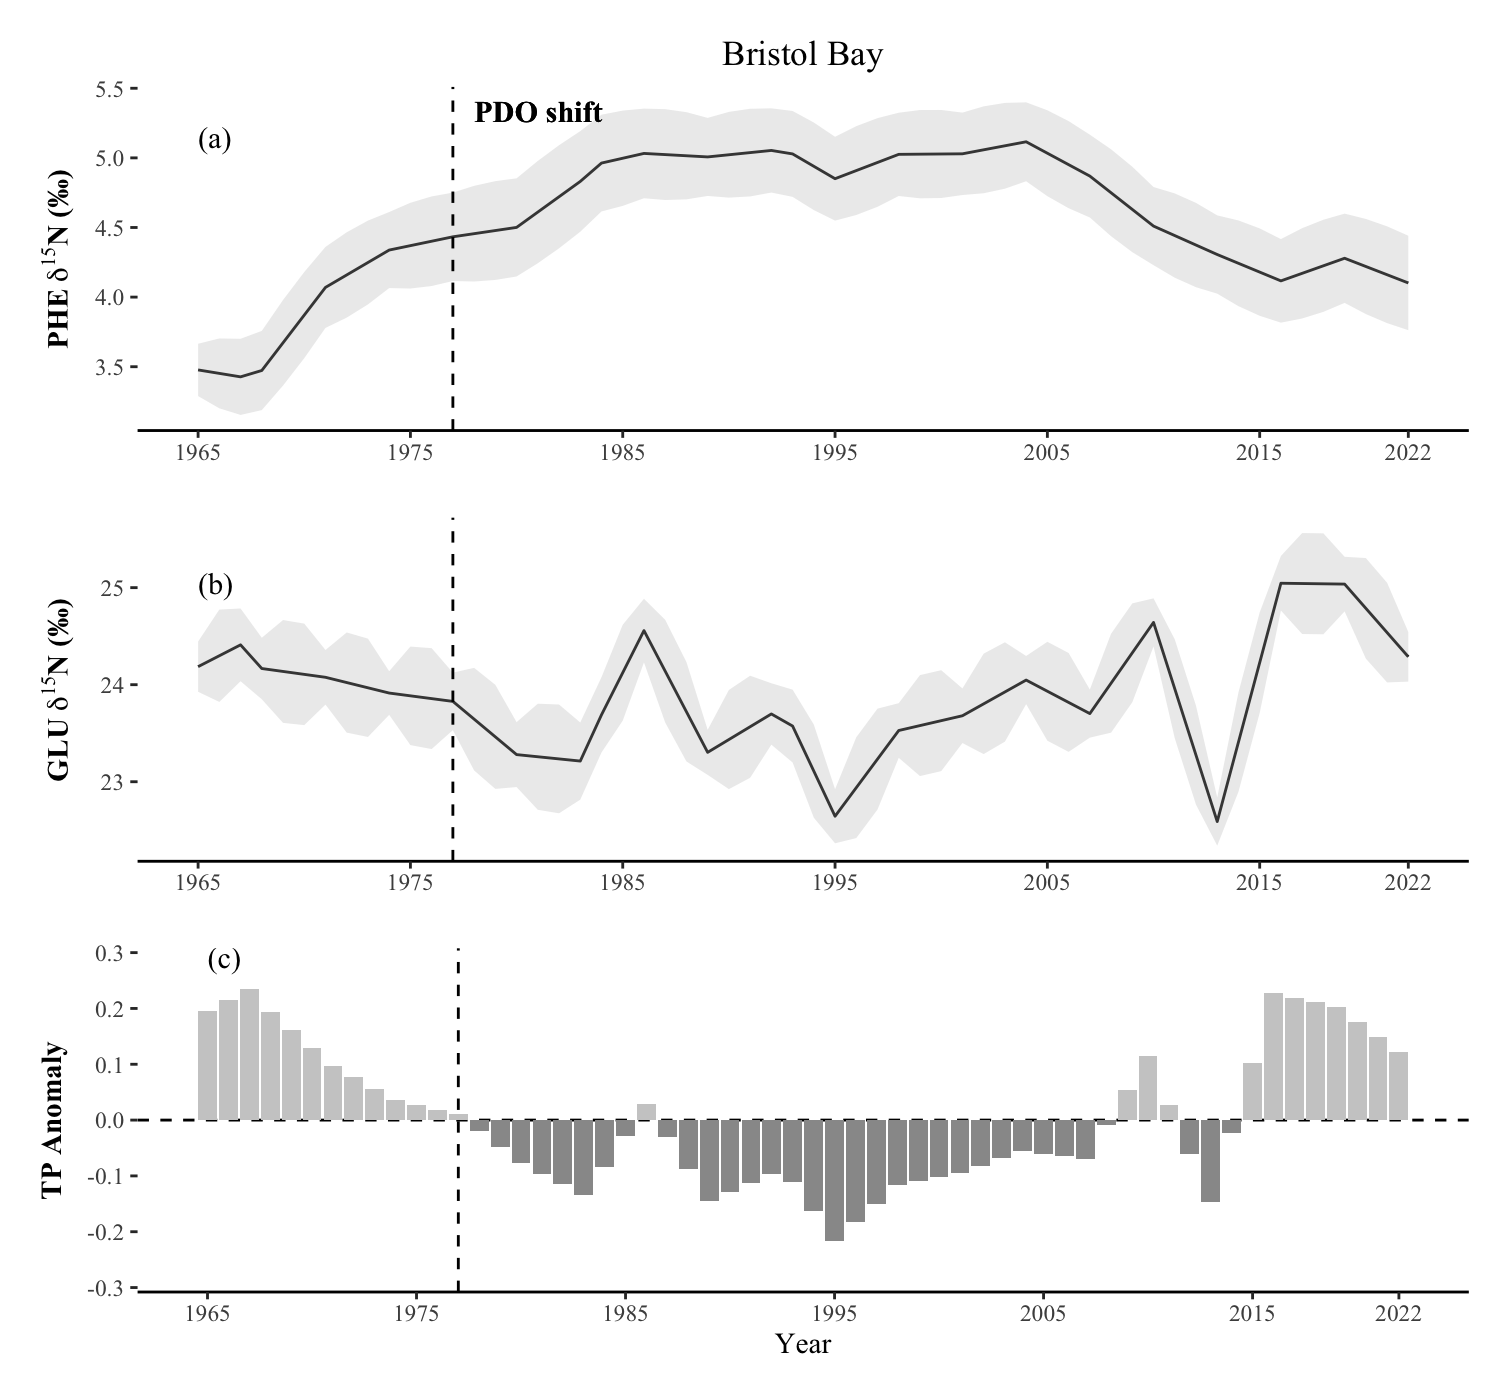 Bristol Bay
PDO shift
(a)
PHE δ15N (‰)
5.5
5.0
4.5
4.0
3.5
1965 1975 1985 1995 2005 2015 2022
(b)
GLU δ15N (‰)
25
24
23
1965 1975 1985 1995 2005 2015 2022
(c)
TP Anomaly
0.3
0.2
0.1
0.0
-0.1
-0.2
-0.3
1965 1975 1985 1995 2005 2015 2022
Year